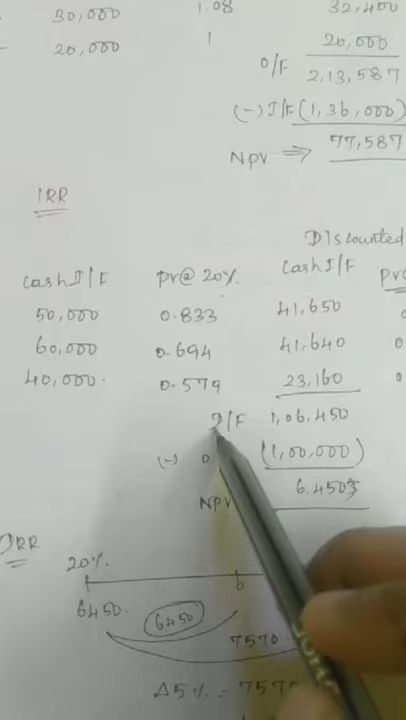 30,000 1.08 32,400
20,000 1 20,000
O/F 2,13,587
(-) I/F (1,36,000)
NPV ⇒ 77,587
IRR
Discounted
Cash I/F PV@ 20% Cash I/F PV@
50,000 0.833 41,650
60,000 0.694 41,640
40,000 0.579 23,160
I/F 1,06,450
(-) (1,00,000)
NPV 6,450
IRR
20%
6450 6450
7570
Δ5%